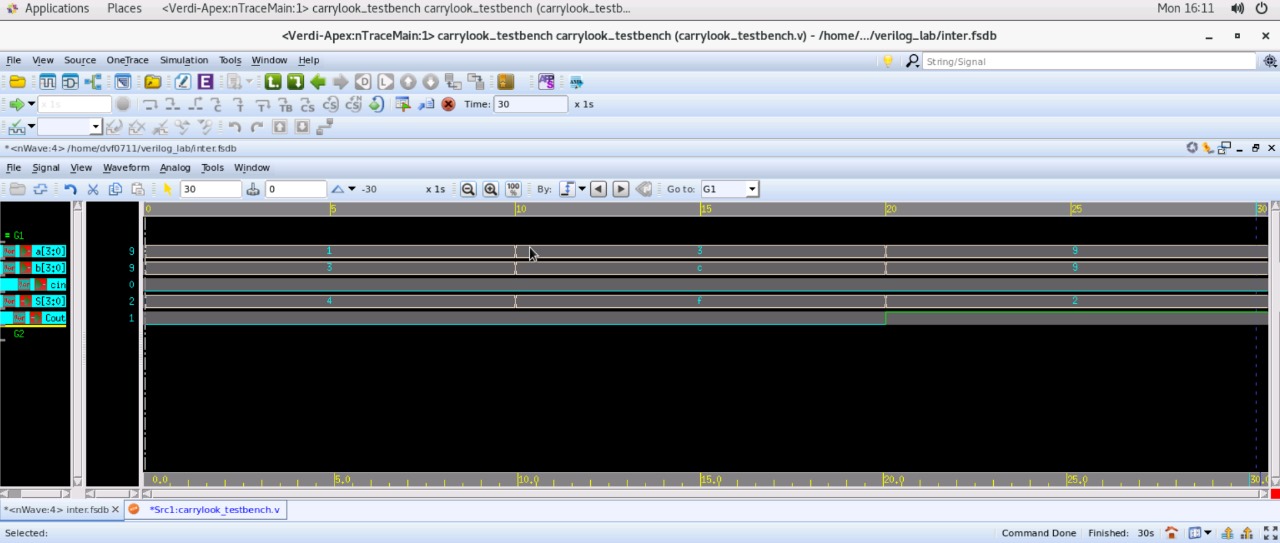 Applications Places <Verdi-Apex:nTraceMain:1> carrylook_testbench carrylook_testbench (carrylook_testb... Mon 16:11
<Verdi-Apex:nTraceMain:1> carrylook_testbench carrylook_testbench (carrylook_testbench.v) - /home/.../verilog_lab/inter.fsdb
File View Source OneTrace Simulation Tools Window Help String/Signal
x 1s Time: 30 x 1s
*<nWave:4> /home/dvf0711/verilog_lab/inter.fsdb
File Signal View Waveform Analog Tools Window
30 0 -30 x 1s 100 % By: Go to: G1
0 5 10 15 20 25 30
= G1
a[3:0] 9 1 3 9
b[3:0] 9 3 c 9
cin 0
S[3:0] 2 4 f 2
Cout 1
G2
0.0 5.0 10.0 15.0 20.0 25.0 30.0
*<nWave:4> inter.fsdb *Src1:carrylook_testbench.v
Selected: Command Done Finished: 30s